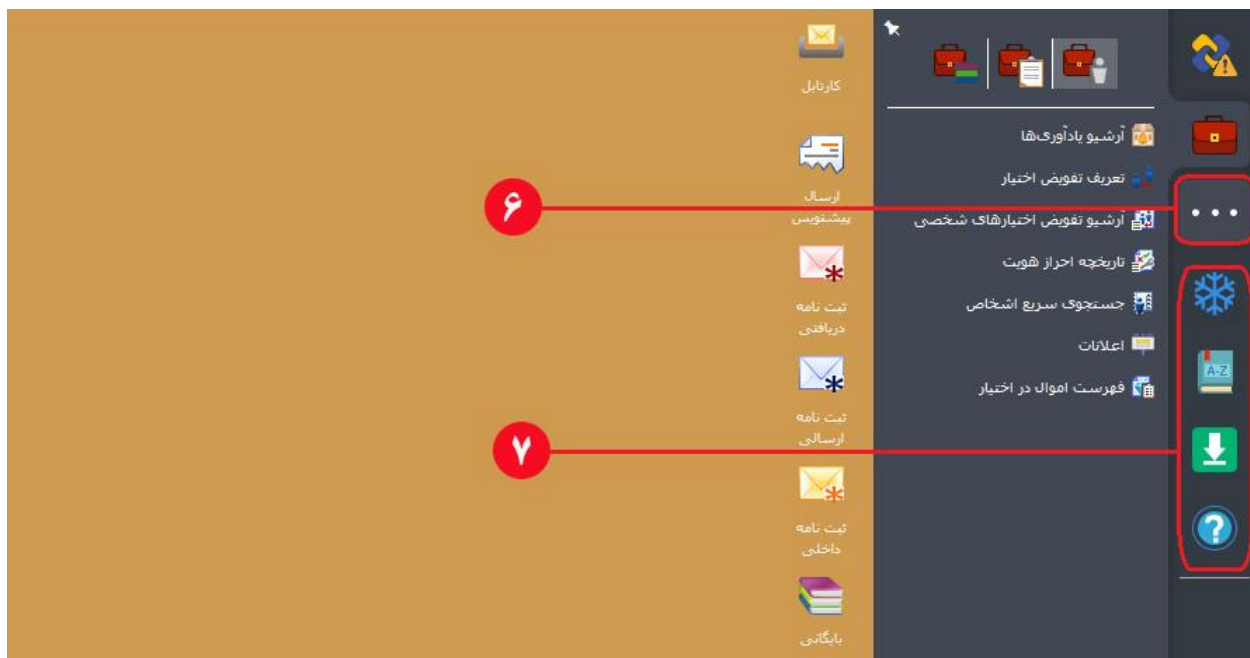 آرشیو یادآوری‌ها
تعریف تفویض اختیار
آرشیو تفویض اختیارهای شخصی
تاریخچه احراز هویت
جستجوی سریع اشخاص
اعلانات
فهرست اموال در اختیار
A-Z
کارتابل
ارسال
پیشنویس
ثبت نامه
دریافتی
ثبت نامه
ارسالی
ثبت نامه
داخلی
بایگانی
۶
۷